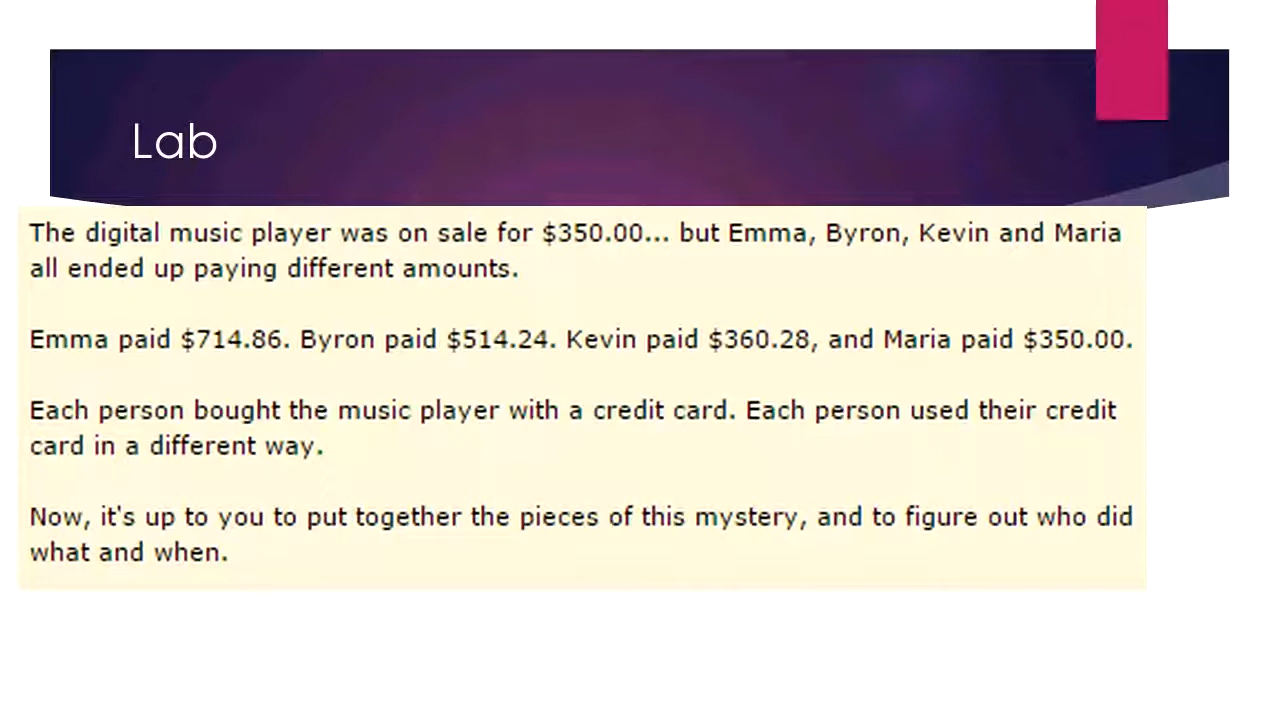 Lab
The digital music player was on sale for $350.00... but Emma, Byron, Kevin and Maria
all ended up paying different amounts.
Emma paid $714.86. Byron paid $514.24. Kevin paid $360.28, and Maria paid $350.00.
Each person bought the music player with a credit card. Each person used their credit
card in a different way.
Now, it's up to you to put together the pieces of this mystery, and to figure out who did
what and when.